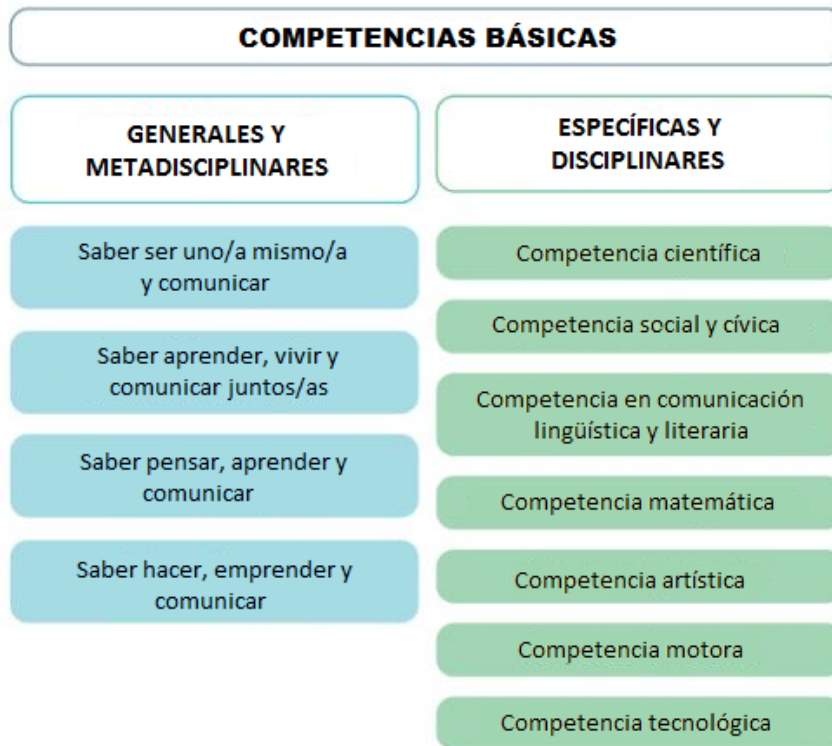 COMPETENCIAS BÁSICAS
GENERALES Y
METADISCIPLINARES
Saber ser uno/a mismo/a
y comunicar
Saber aprender, vivir y
comunicar juntos/as
Saber pensar, aprender y
comunicar
Saber hacer, emprender y
comunicar
ESPECÍFICAS Y
DISCIPLINARES
Competencia científica
Competencia social y cívica
Competencia en comunicación
lingüística y literaria
Competencia matemática
Competencia artística
Competencia motora
Competencia tecnológica